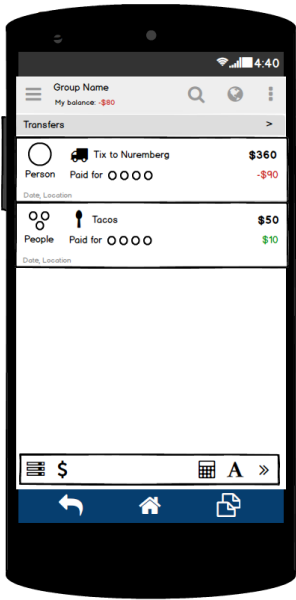 4:40
Group Name
My balance: -$80
Transfers >
Tix to Nuremberg $360
Person Paid for -$90
Date, Location
Tacos $50
People Paid for $10
Date, Location
$ A »